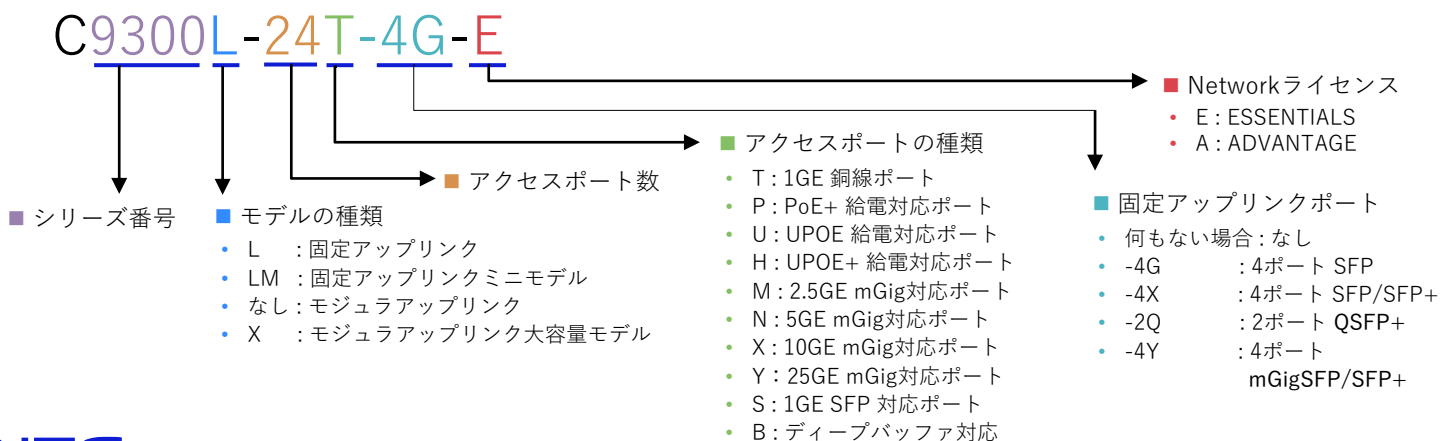 C9300L-24T-4G-E
■ シリーズ番号
■ モデルの種類
• L : 固定アップリンク
• LM : 固定アップリンクミニモデル
• なし : モジュラアップリンク
• X : モジュラアップリンク大容量モデル
■ アクセスポート数
■ アクセスポートの種類
• T : 1GE 銅線ポート
• P : PoE+ 給電対応ポート
• U : UPOE 給電対応ポート
• H : UPOE+ 給電対応ポート
• M : 2.5GE mGig対応ポート
• N : 5GE mGig対応ポート
• X : 10GE mGig対応ポート
• Y : 25GE mGig対応ポート
• S : 1GE SFP 対応ポート
• B : ディープバッファ対応
■ 固定アップリンクポート
• 何もない場合 : なし
• -4G : 4ポート SFP
• -4X : 4ポート SFP/SFP+
• -2Q : 2ポート QSFP+
• -4Y : 4ポート
mGigSFP/SFP+
■ Networkライセンス
• E : ESSENTIALS
• A : ADVANTAGE